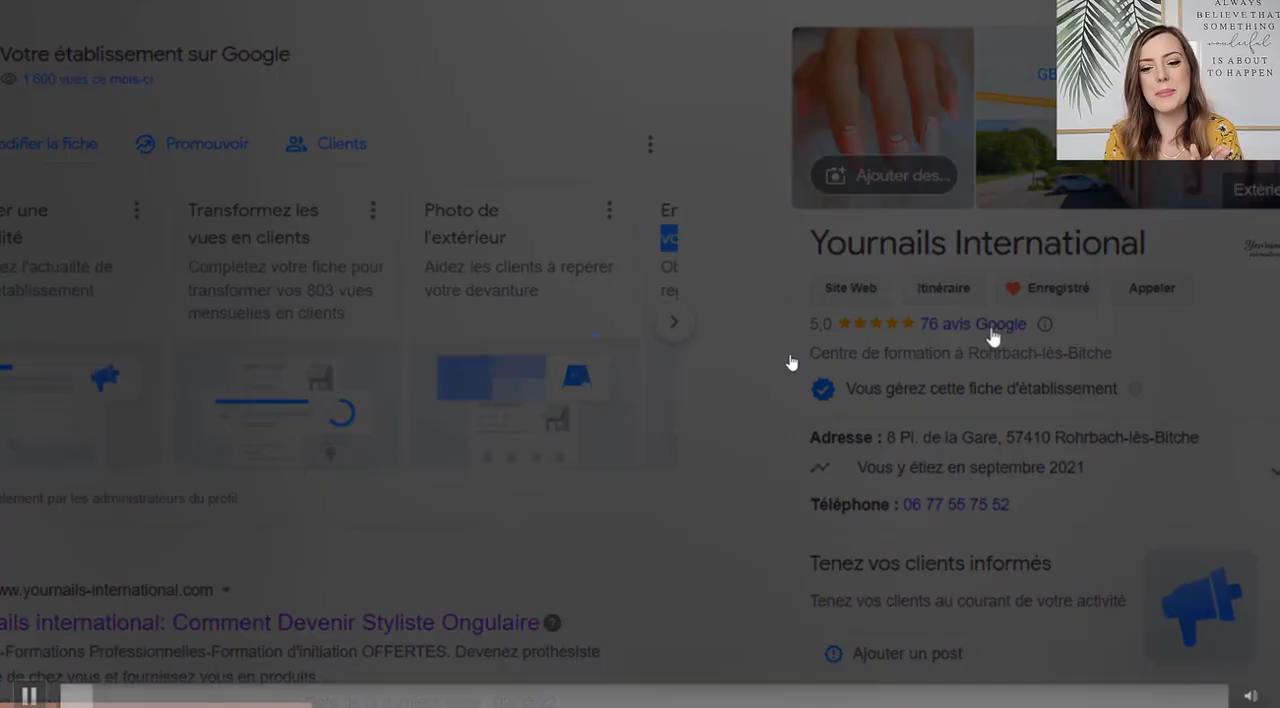 Votre établissement sur Google
1 600 vues ce mois-ci
odifier la fiche
Promouvoir
Clients
er une
lité
ez l'actualité de
établissement
Transformez les
vues en clients
Complétez votre fiche pour
transformer vos 803 vues
mensuelles en clients
Photo de
l'extérieur
Aidez les clients à repérer
votre devanture
Er
vo
Ob
reç
lement par les administrateurs du profil
ww.yournails-international.com
ails international: Comment Devenir Styliste Ongulaire
-Formations Professionnelles-Formation d'initiation OFFERTES. Devenez prothésiste
e de chez vous et fournissez vous en produits
Ajouter des...
GB
Extérie
ALWAYS
BELIEVE THAT
SOMETHING
wonderful
IS ABOUT
TO HAPPEN
Yournails International
Site Web
Itinéraire
Enregistré
Appeler
5,0
76 avis Google
Centre de formation à Rohrbach-lès-Bitche
Vous gérez cette fiche d'établissement
Adresse : 8 Pl. de la Gare, 57410 Rohrbach-lès-Bitche
Vous y étiez en septembre 2021
Téléphone : 06 77 55 75 52
Tenez vos clients informés
Tenez vos clients au courant de votre activité
Ajouter un post